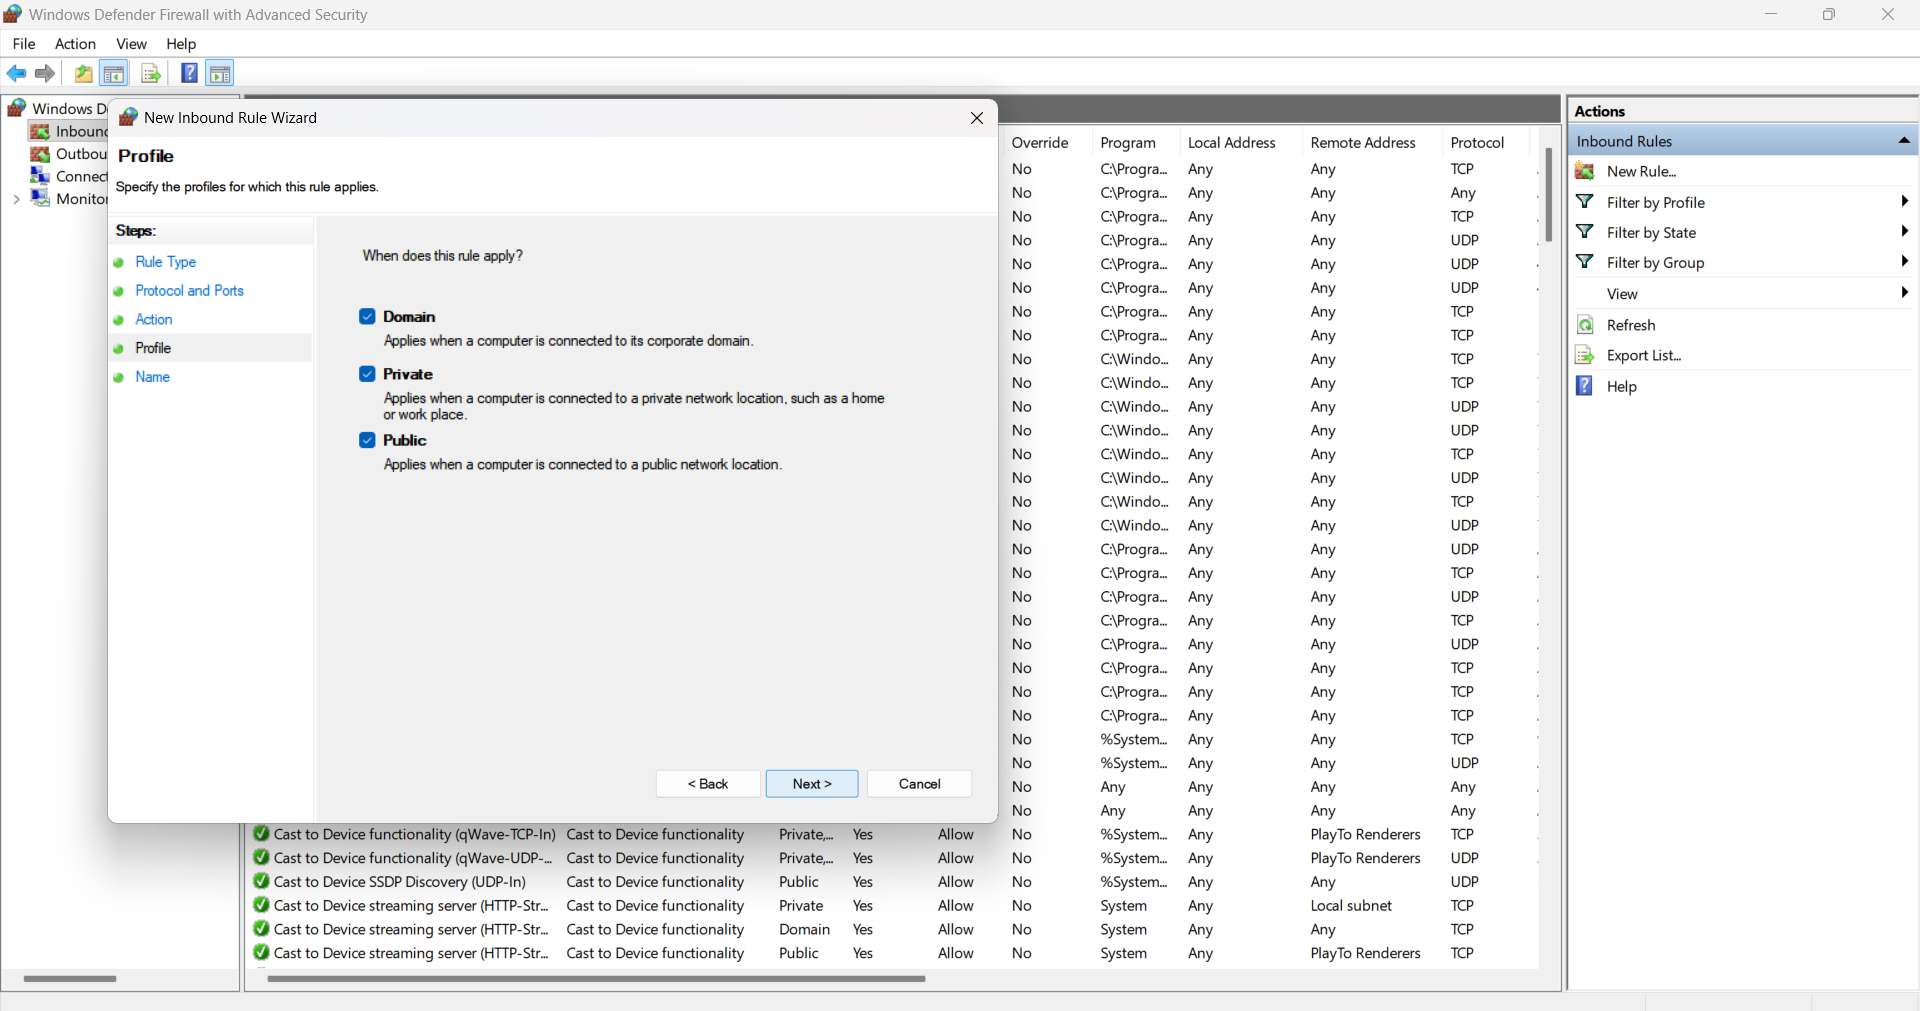 Windows Defender Firewall with Advanced Security
File Action View Help
Windows D
Inbound
Outbou
Connect
Monitor
New Inbound Rule Wizard
Profile
Specify the profiles for which this rule applies.
Steps:
Rule Type
Protocol and Ports
Action
Profile
Name
When does this rule apply?
Domain
Applies when a computer is connected to its corporate domain.
Private
Applies when a computer is connected to a private network location, such as a home
or work place.
Public
Applies when a computer is connected to a public network location.
< Back Next > Cancel
Override Program Local Address Remote Address Protocol
No C:\Progra... Any Any TCP
No C:\Progra... Any Any Any
No C:\Progra... Any Any TCP
No C:\Progra... Any Any UDP
No C:\Progra... Any Any UDP
No C:\Progra... Any Any UDP
No C:\Progra... Any Any TCP
No C:\Progra... Any Any TCP
No C:\Windo... Any Any TCP
No C:\Windo... Any Any TCP
No C:\Windo... Any Any UDP
No C:\Windo... Any Any UDP
No C:\Windo... Any Any TCP
No C:\Windo... Any Any UDP
No C:\Windo... Any Any TCP
No C:\Windo... Any Any UDP
No C:\Progra... Any Any UDP
No C:\Progra... Any Any TCP
No C:\Progra... Any Any UDP
No C:\Progra... Any Any TCP
No C:\Progra... Any Any UDP
No C:\Progra... Any Any TCP
No C:\Progra... Any Any TCP
No C:\Progra... Any Any TCP
No %System... Any Any TCP
No %System... Any Any UDP
No Any Any Any Any
No Any Any Any Any
Cast to Device functionality (qWave-TCP-In) Cast to Device functionality Private,... Yes Allow No %System... Any PlayTo Renderers TCP
Cast to Device functionality (qWave-UDP-... Cast to Device functionality Private,... Yes Allow No %System... Any PlayTo Renderers UDP
Cast to Device SSDP Discovery (UDP-In) Cast to Device functionality Public Yes Allow No %System... Any Any UDP
Cast to Device streaming server (HTTP-Str... Cast to Device functionality Private Yes Allow No System Any Local subnet TCP
Cast to Device streaming server (HTTP-Str... Cast to Device functionality Domain Yes Allow No System Any Any TCP
Cast to Device streaming server (HTTP-Str... Cast to Device functionality Public Yes Allow No System Any PlayTo Renderers TCP
Actions
Inbound Rules
New Rule...
Filter by Profile
Filter by State
Filter by Group
View
Refresh
Export List...
Help